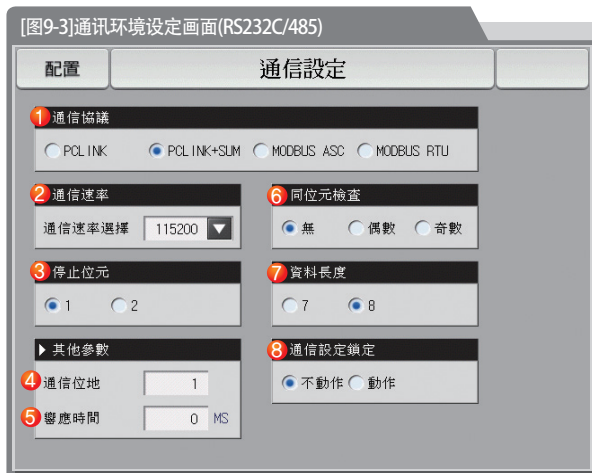 [图9-3]通讯环境设定画面(RS232C/485)
配置 通信設定
1 通信協議
PCLINK PCLINK+SUM MODBUS ASC MODBUS RTU
2 通信速率
通信速率選擇 115200
6 同位元檢查
無 偶數 奇數
3 停止位元
1 2
7 資料長度
7 8
▶ 其他參數
4 通信位地 1
5 響應時間 0 MS
8 通信設定鎖定
不動作 動作